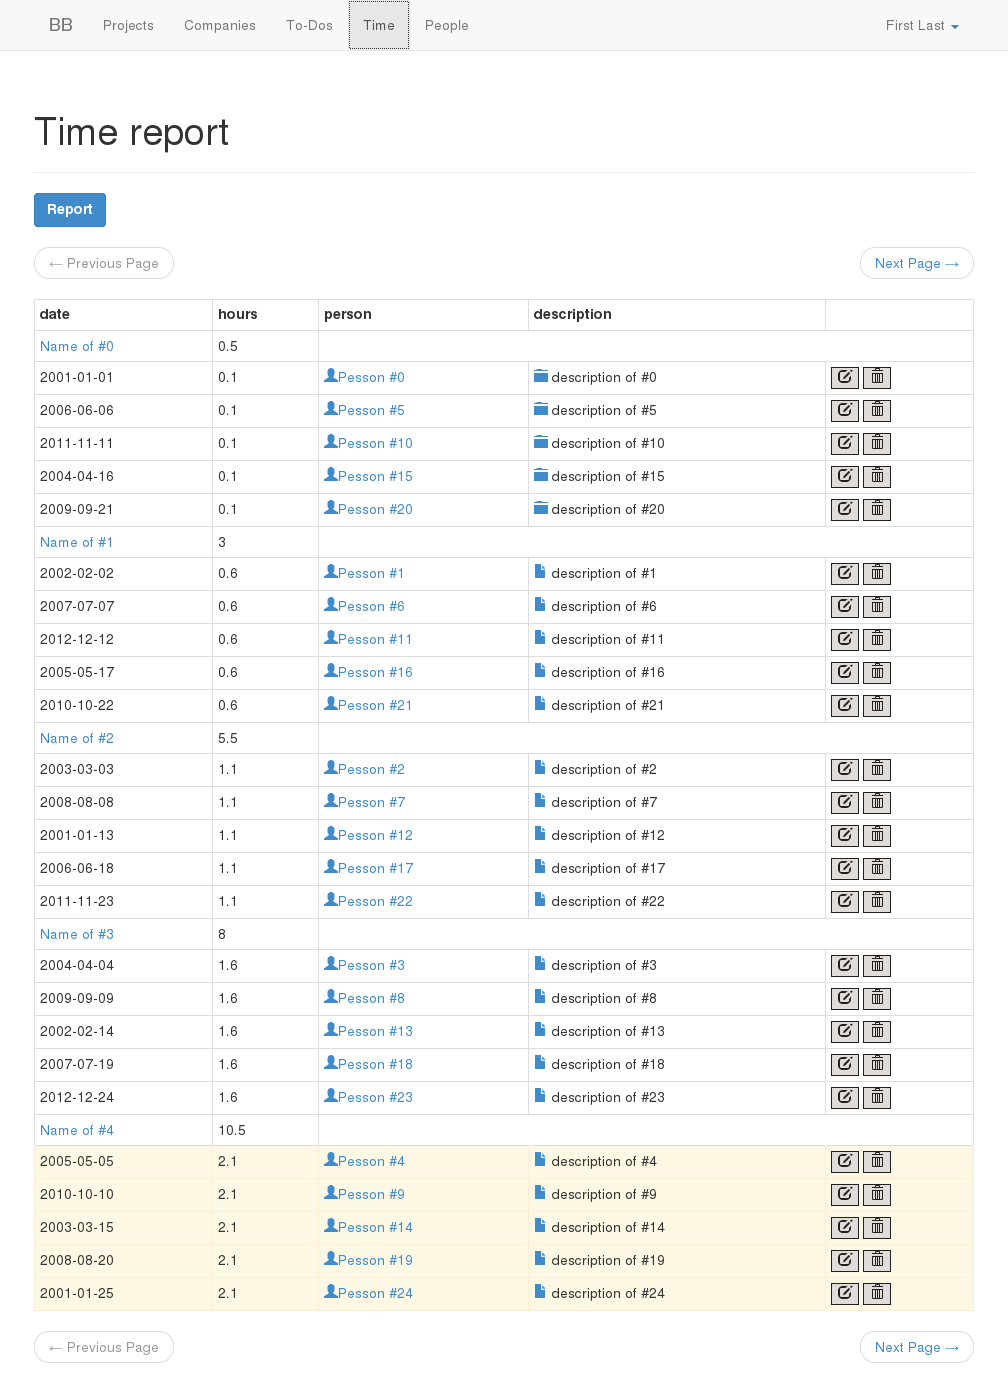 BB Projects Companies To-Dos Time People First Last
Time report
Report
← Previous Page Next Page →
date hours person description
Name of #0 0.5
2001-01-01 0.1 Pesson #0 description of #0
2006-06-06 0.1 Pesson #5 description of #5
2011-11-11 0.1 Pesson #10 description of #10
2004-04-16 0.1 Pesson #15 description of #15
2009-09-21 0.1 Pesson #20 description of #20
Name of #1 3
2002-02-02 0.6 Pesson #1 description of #1
2007-07-07 0.6 Pesson #6 description of #6
2012-12-12 0.6 Pesson #11 description of #11
2005-05-17 0.6 Pesson #16 description of #16
2010-10-22 0.6 Pesson #21 description of #21
Name of #2 5.5
2003-03-03 1.1 Pesson #2 description of #2
2008-08-08 1.1 Pesson #7 description of #7
2001-01-13 1.1 Pesson #12 description of #12
2006-06-18 1.1 Pesson #17 description of #17
2011-11-23 1.1 Pesson #22 description of #22
Name of #3 8
2004-04-04 1.6 Pesson #3 description of #3
2009-09-09 1.6 Pesson #8 description of #8
2002-02-14 1.6 Pesson #13 description of #13
2007-07-19 1.6 Pesson #18 description of #18
2012-12-24 1.6 Pesson #23 description of #23
Name of #4 10.5
2005-05-05 2.1 Pesson #4 description of #4
2010-10-10 2.1 Pesson #9 description of #9
2003-03-15 2.1 Pesson #14 description of #14
2008-08-20 2.1 Pesson #19 description of #19
2001-01-25 2.1 Pesson #24 description of #24
← Previous Page Next Page →